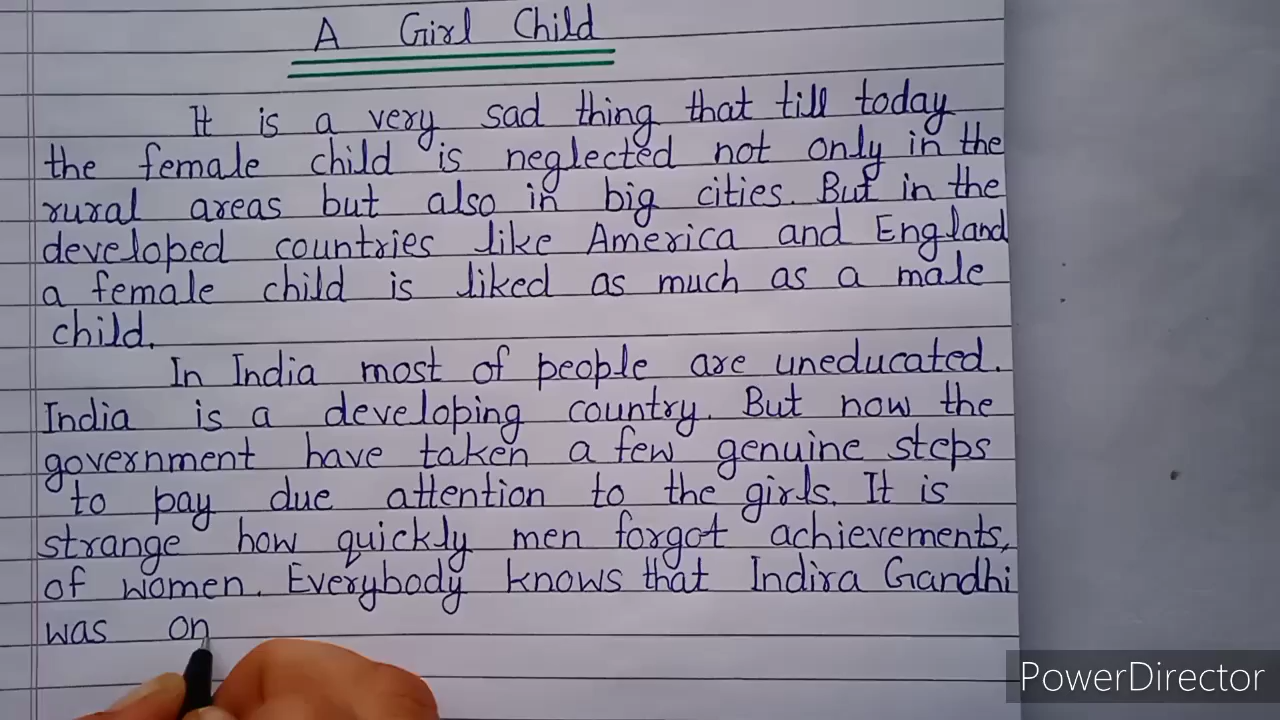 A Girl Child
It is a very sad thing that till today
the female child is neglected not only in the
rural areas but also in big cities. But in the
developed countries like America and England
a female child is liked as much as a male
child.
In India most of people are uneducated.
India is a developing country. But now the
government have taken a few genuine steps
to pay due attention to the girls. It is
strange how quickly men forgot achievements,
of women. Everybody knows that Indira Gandhi
was on
PowerDirector